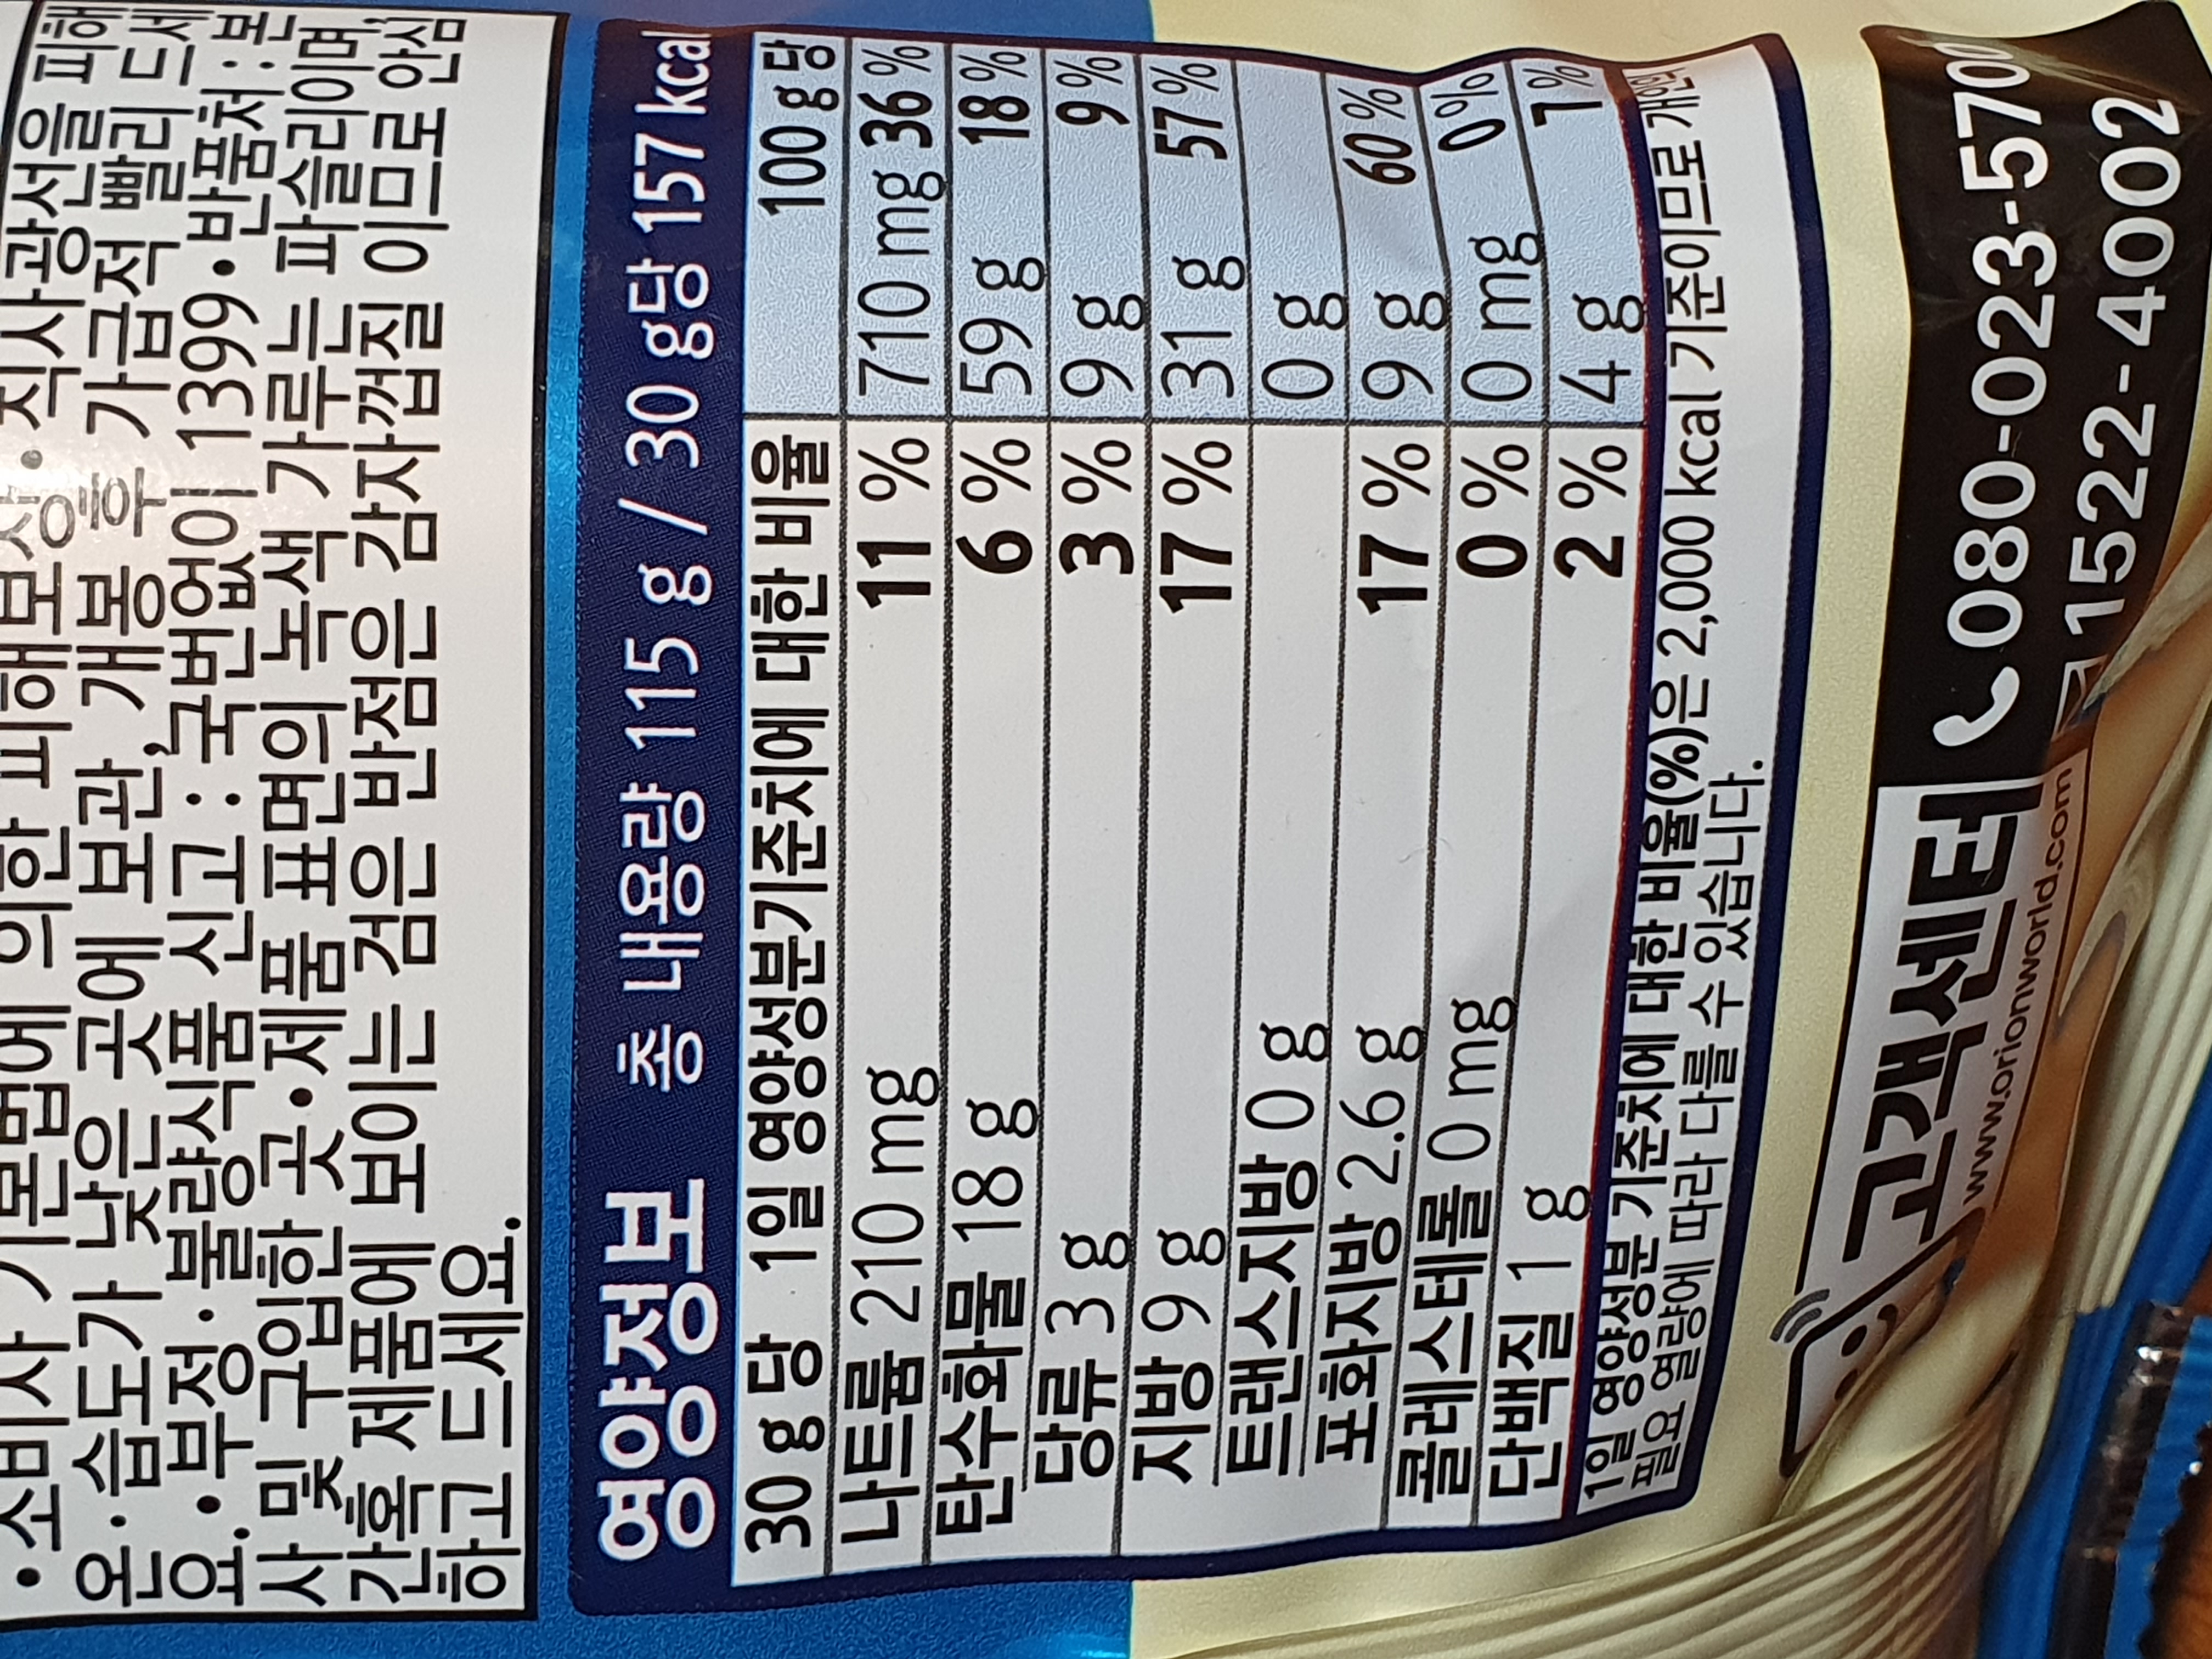 •소비자 기본법에 의한 피해보상•직사광선을 피해
온·습도가 낮은 곳에 보관, 개봉 후 가급적 빨리 드세
요.•부정·불량식품 신고 : 국번없이 1399•반품처 : 본
사 및 구입한 곳•제품 표면의 녹색 가루는 파슬리이며,
간혹 제품에 보이는 검은 반점은 감자껍질 이므로 안심
하고 드세요.
영양정보 총 내용량 115 g / 30 g당 157 kcal
30 g 당 1일 영양성분기준치에 대한 비율 100 g 당
나트륨 210 mg 11 % 710 mg 36 %
탄수화물 18 g 6 % 59 g 18 %
당류 3 g 3 % 9 g 9 %
지방 9 g 17 % 31 g 57 %
트랜스지방 0 g 0 g
포화지방 2.6 g 17 % 9 g 60 %
콜레스테롤 0 mg 0 % 0 mg 0 %
단백질 1 g 2 % 4 g 7 %
1일 영양성분 기준치에 대한 비율(%)은 2,000 kcal 기준이므로 개인의
필요 열량에 따라 다를 수 있습니다.
고객센터 080-023-5700
www.orionworld.com 1522-4002